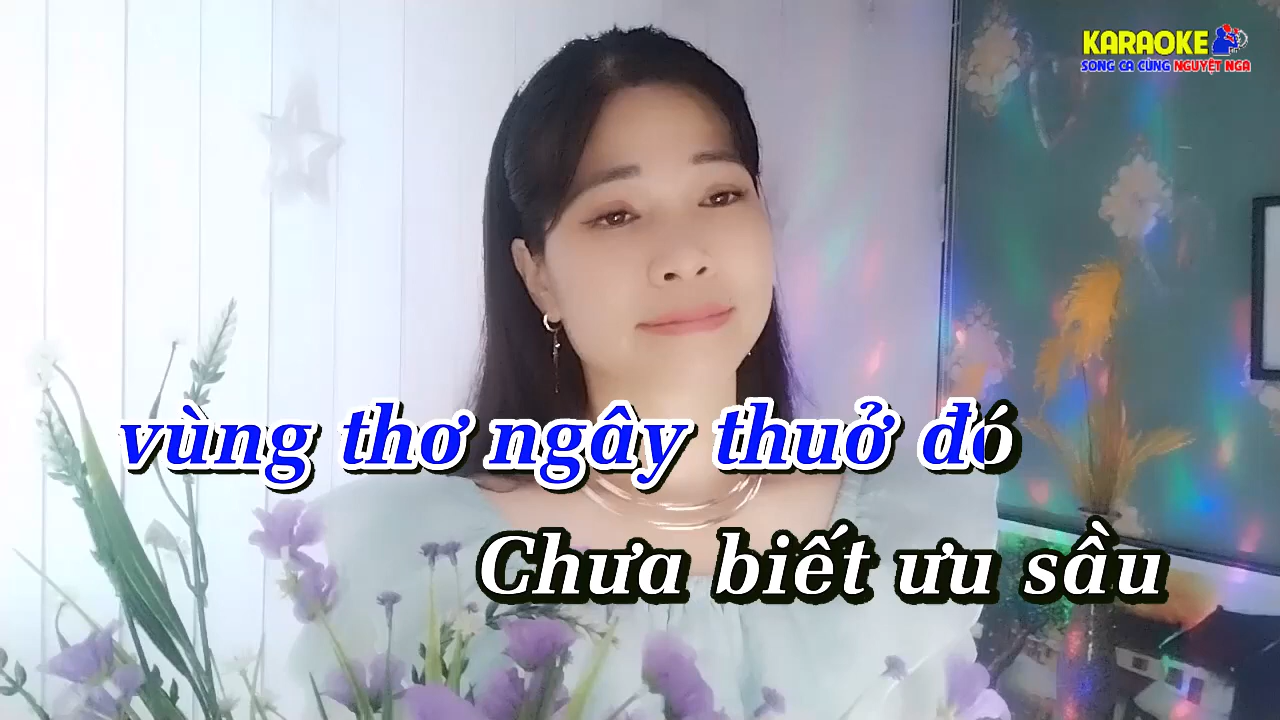 KARAOKE
SONG CA CÙNG NGUYỆT NGA
vùng thơ ngây thuở đó
Chưa biết ưu sầu